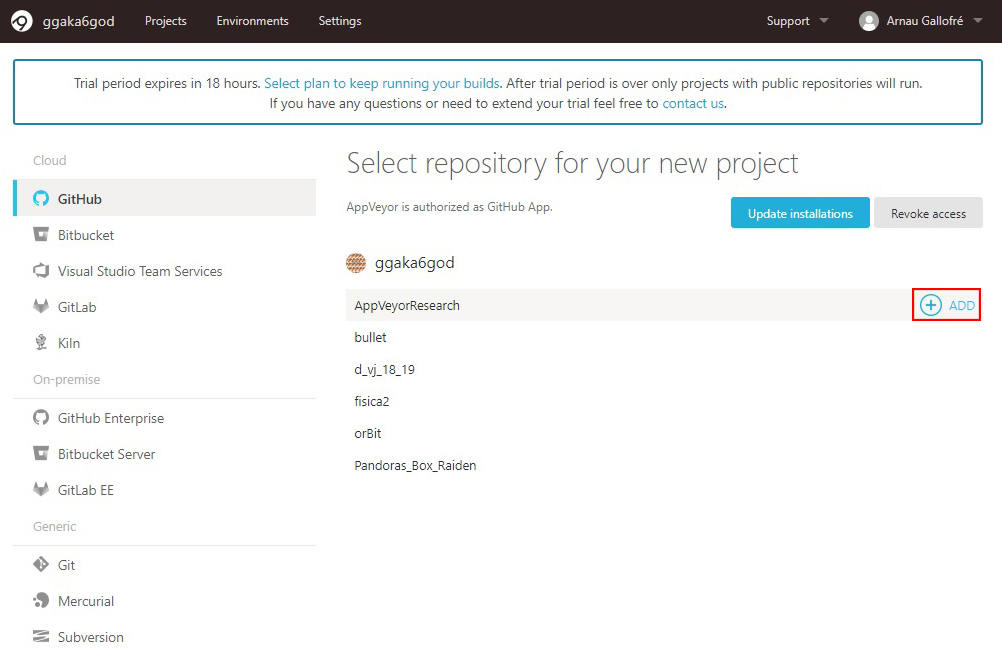 ggaka6god Projects Environments Settings Support Arnau Gallofré
Trial period expires in 18 hours. Select plan to keep running your builds. After trial period is over only projects with public repositories will run.
If you have any questions or need to extend your trial feel free to contact us.
Cloud
GitHub
Bitbucket
Visual Studio Team Services
GitLab
Kiln
On-premise
GitHub Enterprise
Bitbucket Server
GitLab EE
Generic
Git
Mercurial
Subversion
Select repository for your new project
AppVeyor is authorized as GitHub App.
Update installations Revoke access
ggaka6god
AppVeyorResearch ADD
bullet
d_vj_18_19
fisica2
orBit
Pandoras_Box_Raiden